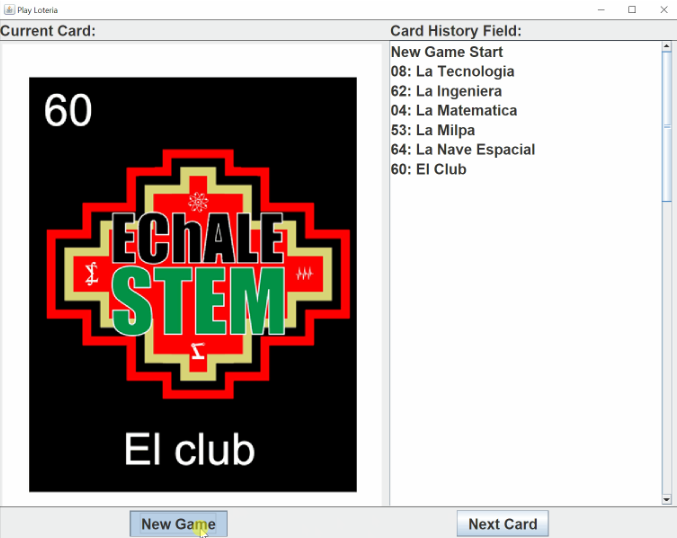 Play Loteria
Current Card:
Card History Field:
60
EChALE
STEM
El club
New Game Start
08: La Tecnologia
62: La Ingeniera
04: La Matematica
53: La Milpa
64: La Nave Espacial
60: El Club
New Game
Next Card